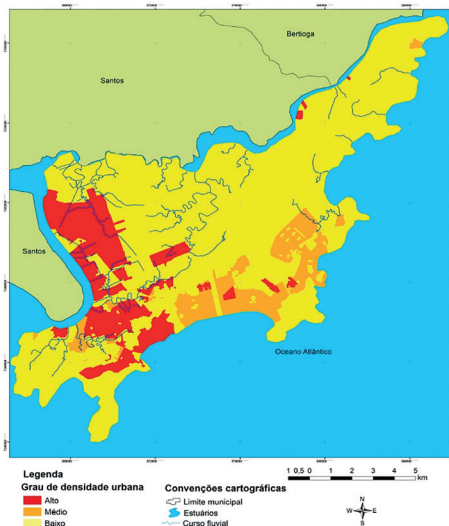 Bertioga
Santos
Santos
Oceano Atlântico
Legenda
Grau de densidade urbana
Alto
Médio
Baixo
Convenções cartográficas
Limite municipal
Estuários
Curso fluvial
1 0,5 0 1 2 3 4 5
km
N
W E
S